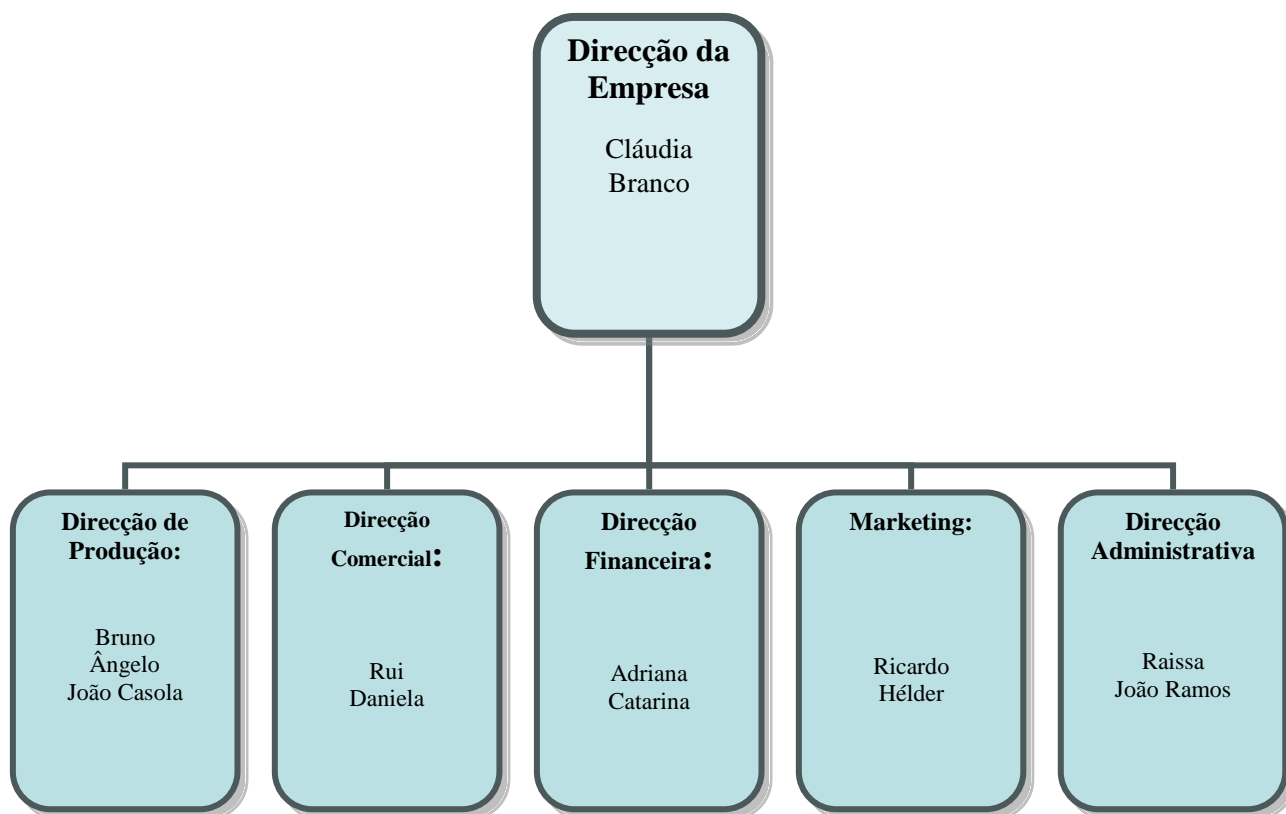 Direcção da
Empresa
Cláudia
Branco
Direcção de
Produção:
Bruno
Ângelo
João Casola
Direcção
Comercial:
Rui
Daniela
Direcção
Financeira:
Adriana
Catarina
Marketing:
Ricardo
Hélder
Direcção
Administrativa
Raissa
João Ramos